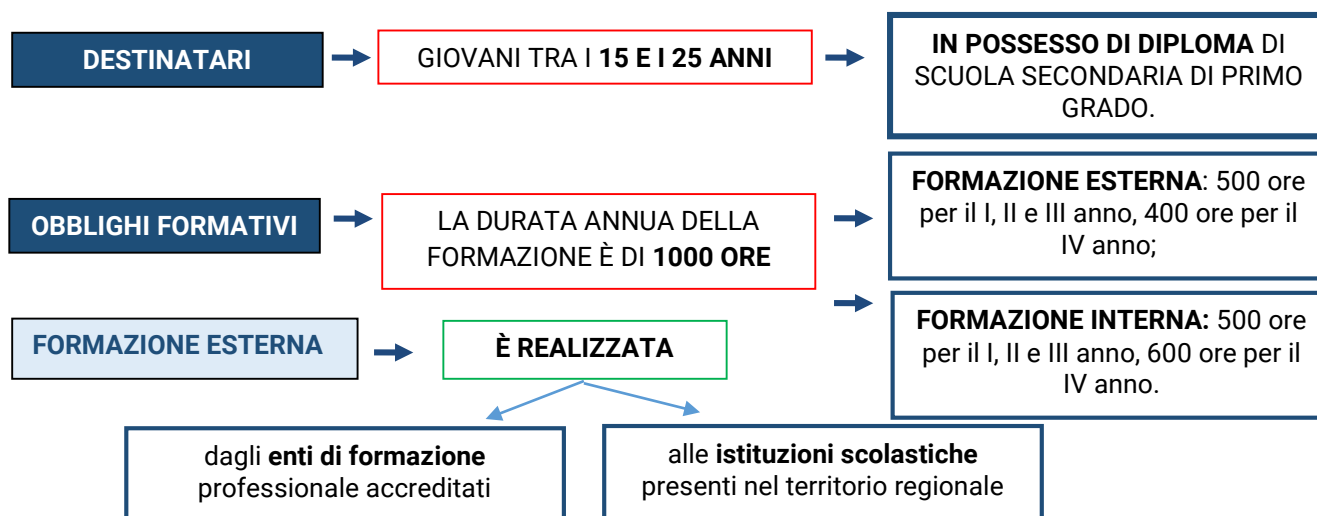 DESTINATARI
GIOVANI TRA I 15 E I 25 ANNI
IN POSSESSO DI DIPLOMA DI
SCUOLA SECONDARIA DI PRIMO
GRADO.
OBBLIGHI FORMATIVI
LA DURATA ANNUA DELLA
FORMAZIONE È DI 1000 ORE
FORMAZIONE ESTERNA: 500 ore
per il I, II e III anno, 400 ore per il
IV anno;
FORMAZIONE INTERNA: 500 ore
per il I, II e III anno, 600 ore per il
IV anno.
FORMAZIONE ESTERNA
È REALIZZATA
dagli enti di formazione
professionale accreditati
alle istituzioni scolastiche
presenti nel territorio regionale